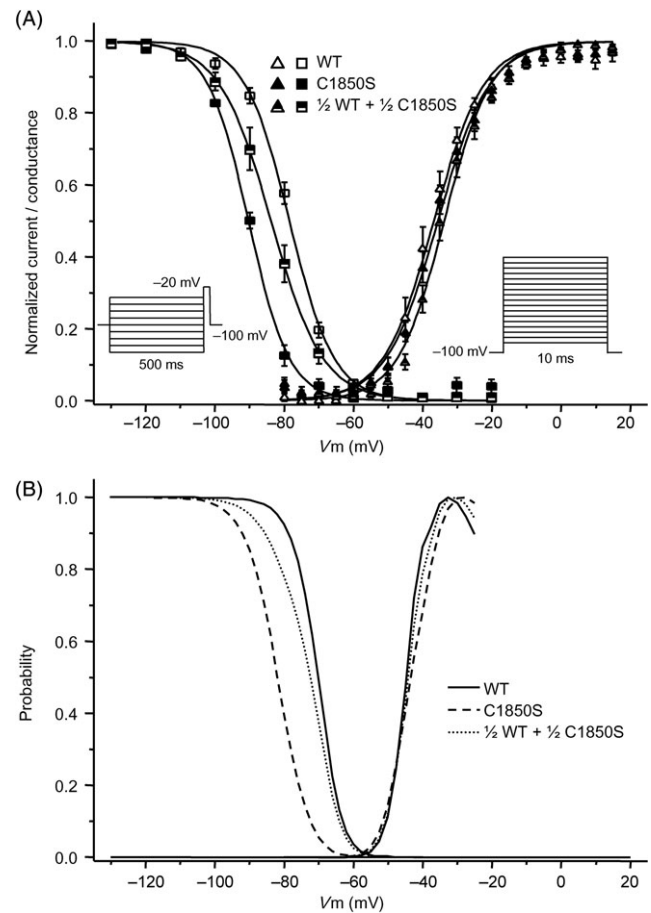 (A)
1.0
0.8
0.6
0.4
0.2
0.0
Normalized current / conductance
WT
C1850S
½ WT + ½ C1850S
–20 mV
–100 mV
500 ms
–100 mV
10 ms
–120 –100 –80 –60 –40 –20 0 20
Vm (mV)
(B)
1.0
0.8
0.6
0.4
0.2
0.0
Probability
WT
C1850S
½ WT + ½ C1850S
–120 –100 –80 –60 –40 –20 0 20
Vm (mV)